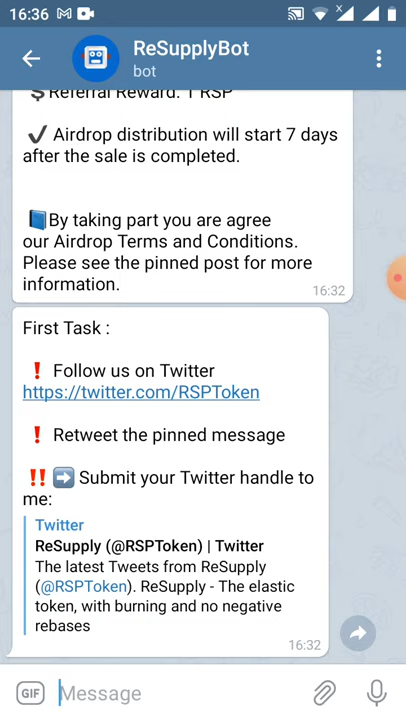 16:36
ReSupplyBot
bot
Referral Reward: 1 RSP
✔ Airdrop distribution will start 7 days
after the sale is completed.
📘By taking part you are agree
our Airdrop Terms and Conditions.
Please see the pinned post for more
information.
16:32
First Task :
❗ Follow us on Twitter
https://twitter.com/RSPToken
❗ Retweet the pinned message
‼️ ➡️ Submit your Twitter handle to
me:
Twitter
ReSupply (@RSPToken) | Twitter
The latest Tweets from ReSupply
(@RSPToken). ReSupply - The elastic
token, with burning and no negative
rebases
16:32
GIF
Message